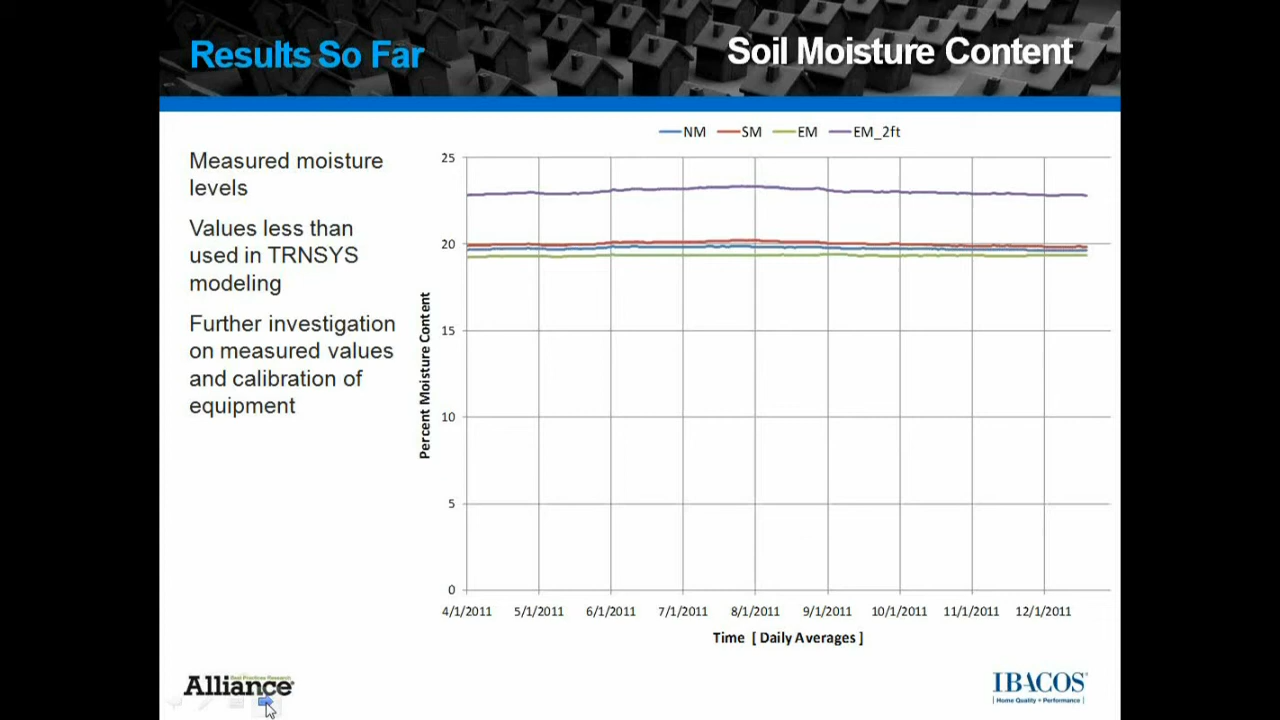 Results So Far
Soil Moisture Content
Measured moisture
levels
Values less than
used in TRNSYS
modeling
Further investigation
on measured values
and calibration of
equipment
NM SM EM EM_2ft
Percent Moisture Content
25
20
15
10
5
0
4/1/2011 5/1/2011 6/1/2011 7/1/2011 8/1/2011 9/1/2011 10/1/2011 11/1/2011 12/1/2011
Time [ Daily Averages ]
Best Practices Research
Alliance
IBACOS
Home Quality + Performance